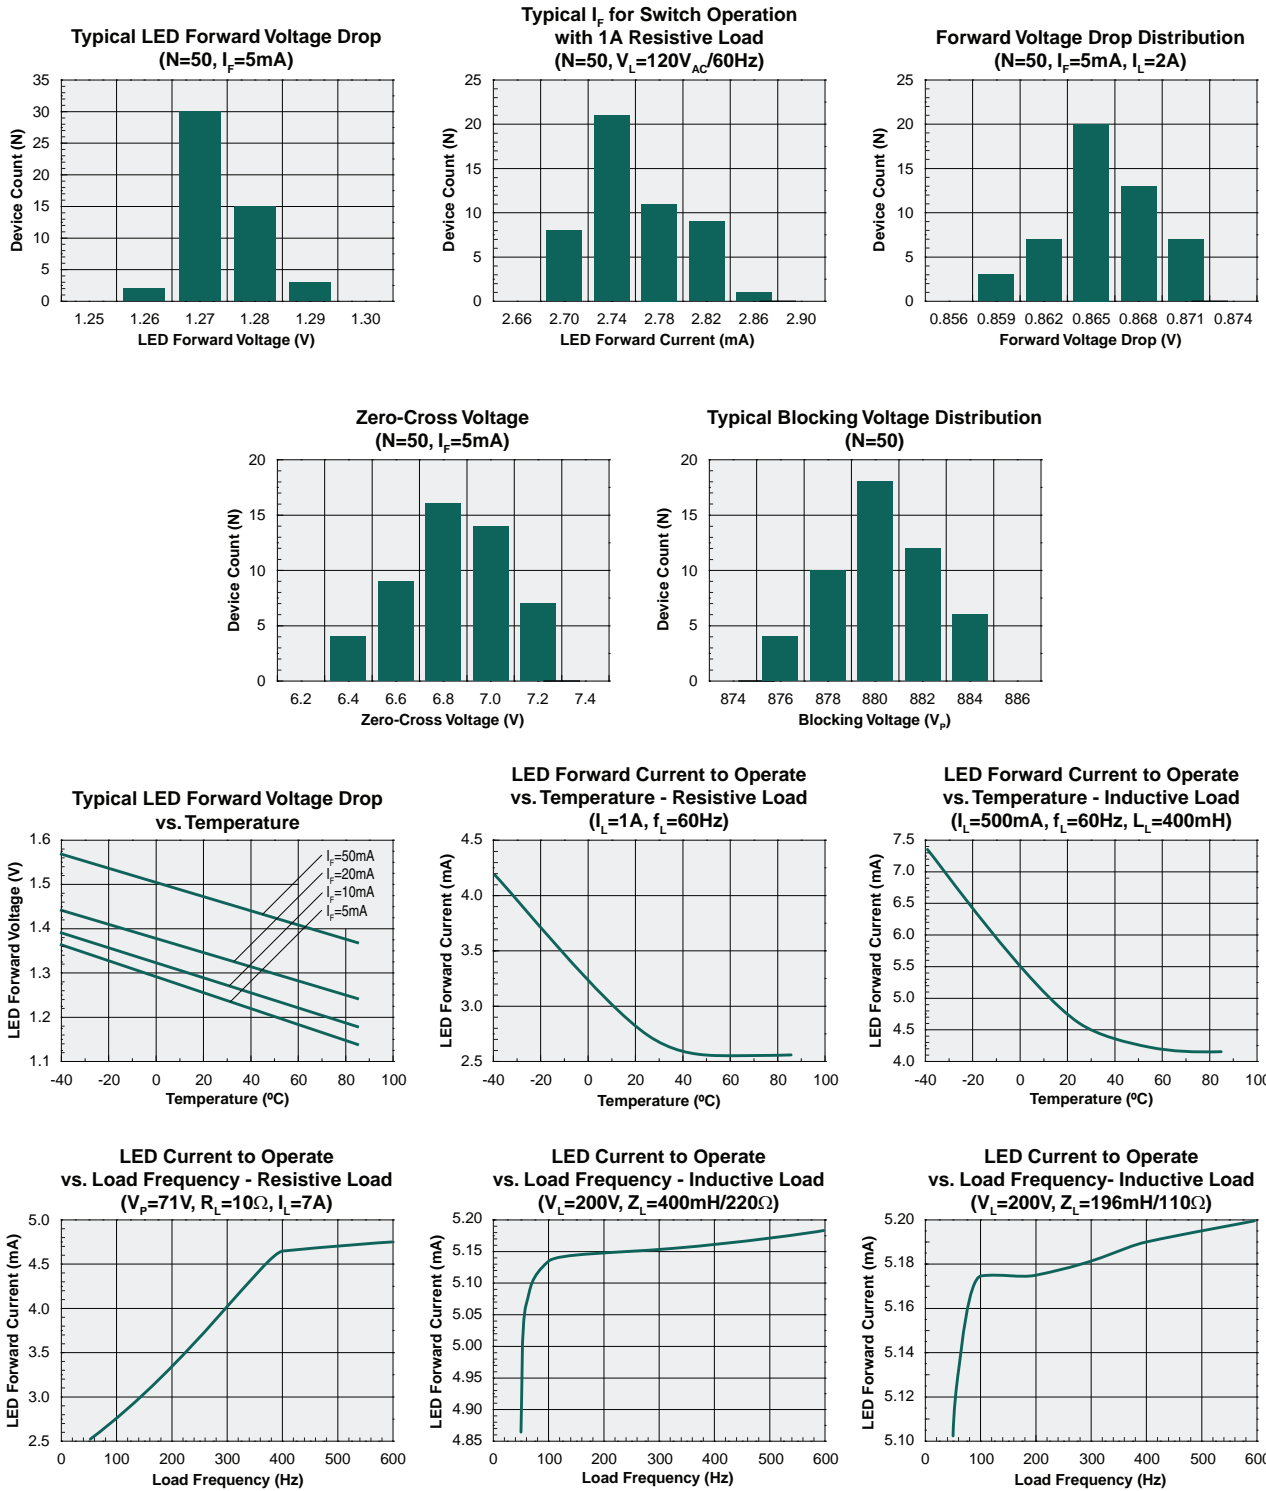 Typical LED Forward Voltage Drop
(N=50, IF=5mA)
35
30
25
20
15
10
5
0
Device Count (N)
1.25 1.26 1.27 1.28 1.29 1.30
LED Forward Voltage (V)
Typical IF for Switch Operation
with 1A Resistive Load
(N=50, VL=120VAC/60Hz)
25
20
15
10
5
0
Device Count (N)
2.66 2.70 2.74 2.78 2.82 2.86 2.90
LED Forward Current (mA)
Forward Voltage Drop Distribution
(N=50, IF=5mA, IL=2A)
25
20
15
10
5
0
Device Count (N)
0.856 0.859 0.862 0.865 0.868 0.871 0.874
Forward Voltage Drop (V)
Zero-Cross Voltage
(N=50, IF=5mA)
20
15
10
5
0
Device Count (N)
6.2 6.4 6.6 6.8 7.0 7.2 7.4
Zero-Cross Voltage (V)
Typical Blocking Voltage Distribution
(N=50)
20
15
10
5
0
Device Count (N)
874 876 878 880 882 884 886
Blocking Voltage (VP)
Typical LED Forward Voltage Drop
vs. Temperature
1.6
1.5
1.4
1.3
1.2
1.1
LED Forward Voltage (V)
IF=50mA
IF=20mA
IF=10mA
IF=5mA
-40 -20 0 20 40 60 80 100
Temperature (ºC)
LED Forward Current to Operate
vs. Temperature - Resistive Load
(IL=1A, fL=60Hz)
4.5
4.0
3.5
3.0
2.5
LED Forward Current (mA)
-40 -20 0 20 40 60 80 100
Temperature (ºC)
LED Forward Current to Operate
vs. Temperature - Inductive Load
(IL=500mA, fL=60Hz, LL=400mH)
7.5
7.0
6.5
6.0
5.5
5.0
4.5
4.0
LED Forward Current (mA)
-40 -20 0 20 40 60 80 100
Temperature (ºC)
LED Current to Operate
vs. Load Frequency - Resistive Load
(VP=71V, RL=10Ω, IL=7A)
5.0
4.5
4.0
3.5
3.0
2.5
LED Forward Current (mA)
0 100 200 300 400 500 600
Load Frequency (Hz)
LED Current to Operate
vs. Load Frequency - Inductive Load
(VL=200V, ZL=400mH/220Ω)
5.20
5.15
5.10
5.05
5.00
4.95
4.90
4.85
LED Forward Current (mA)
0 100 200 300 400 500 600
Load Frequency (Hz)
LED Current to Operate
vs. Load Frequency- Inductive Load
(VL=200V, ZL=196mH/110Ω)
5.20
5.18
5.16
5.14
5.12
5.10
LED Forward Current (mA)
0 100 200 300 400 500 600
Load Frequency (Hz)